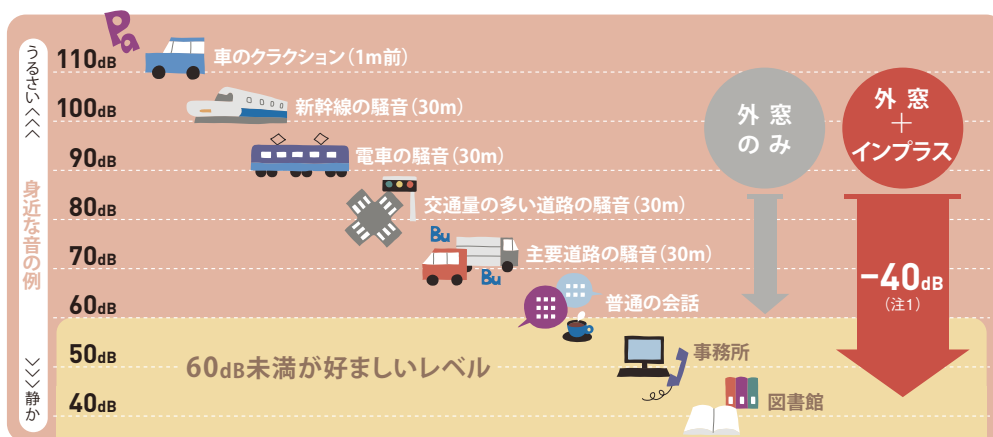 Pa
うるさい＜＜＜
身近な音の例
＞＞＞静か
110dB
車のクラクション（1m前）
100dB
新幹線の騒音（30m）
90dB
電車の騒音（30m）
80dB
交通量の多い道路の騒音（30m）
70dB
Bu
Bu
主要道路の騒音（30m）
60dB
普通の会話
50dB
60dB未満が好ましいレベル
事務所
40dB
図書館
外窓
のみ
外窓
＋
インプラス
−40dB
（注1）